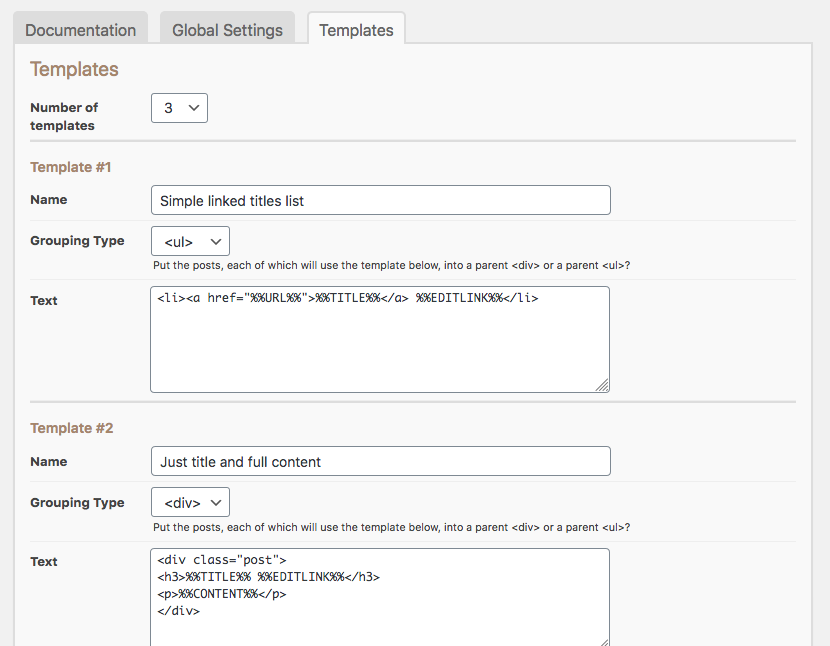 Documentation Global Settings Templates
Templates
Number of templates 3
Template #1
Name Simple linked titles list
Grouping Type <ul>
Put the posts, each of which will use the template below, into a parent <div> or a parent <ul>?
Text <li><a href="%%URL%%">%%TITLE%%</a> %%EDITLINK%%</li>
Template #2
Name Just title and full content
Grouping Type <div>
Put the posts, each of which will use the template below, into a parent <div> or a parent <ul>?
Text <div class="post">
<h3>%%TITLE%% %%EDITLINK%%</h3>
<p>%%CONTENT%%</p>
</div>